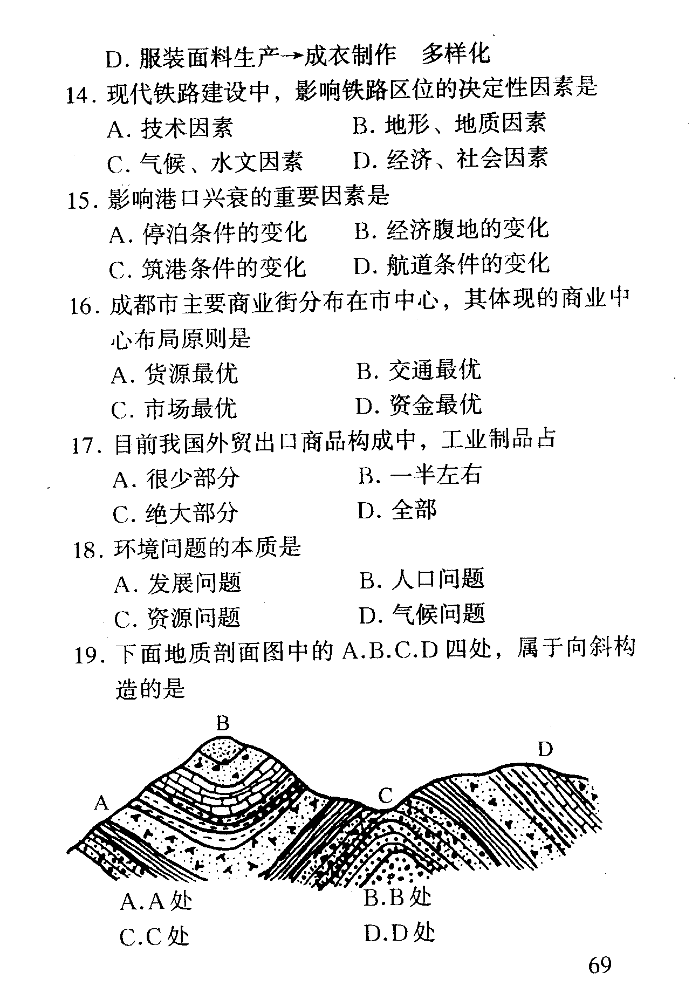 D. 服装面料生产→成衣制作 多样化
14. 现代铁路建设中，影响铁路区位的决定性因素是
A. 技术因素 B. 地形、地质因素
C. 气候、水文因素 D. 经济、社会因素
15. 影响港口兴衰的重要因素是
A. 停泊条件的变化 B. 经济腹地的变化
C. 筑港条件的变化 D. 航道条件的变化
16. 成都市主要商业街分布在市中心，其体现的商业中
心布局原则是
A. 货源最优 B. 交通最优
C. 市场最优 D. 资金最优
17. 目前我国外贸出口商品构成中，工业制品占
A. 很少部分 B. 一半左右
C. 绝大部分 D. 全部
18. 环境问题的本质是
A. 发展问题 B. 人口问题
C. 资源问题 D. 气候问题
19. 下面地质剖面图中的 A.B.C.D 四处，属于向斜构
造的是
B
D
C
A
A.A 处 B.B 处
C.C 处 D.D 处
69